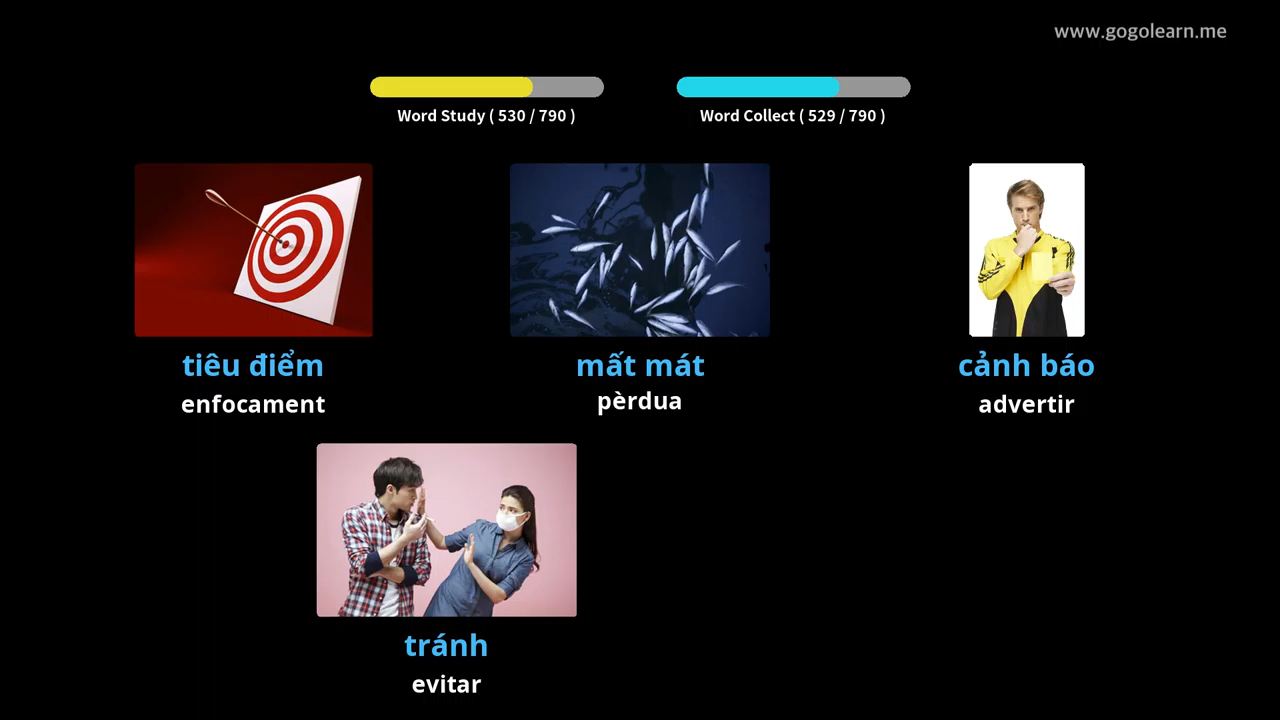 www.gogolearn.me
Word Study ( 530 / 790 )
Word Collect ( 529 / 790 )
tiêu điểm
enfocament
mất mát
pèrdua
cảnh báo
advertir
tránh
evitar